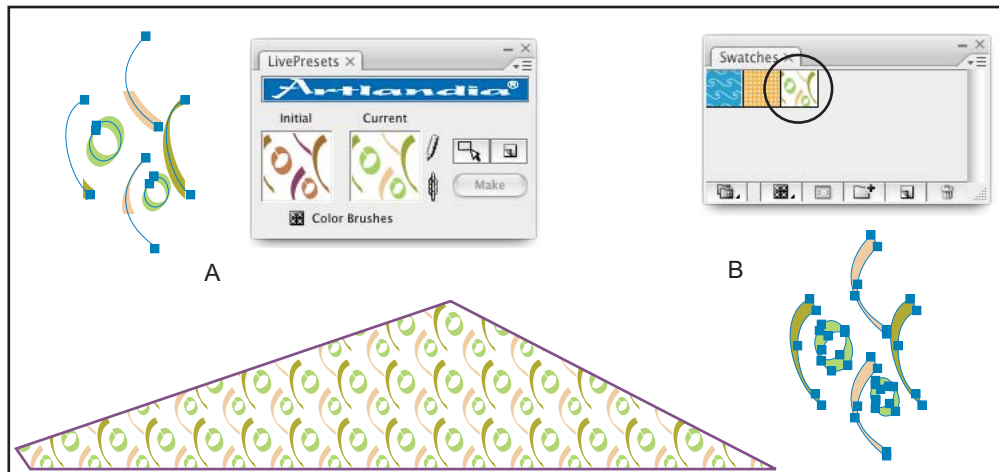 LivePresets ×
Artlandia®
Initial Current
Make
Color Brushes
Swatches ×
A
B